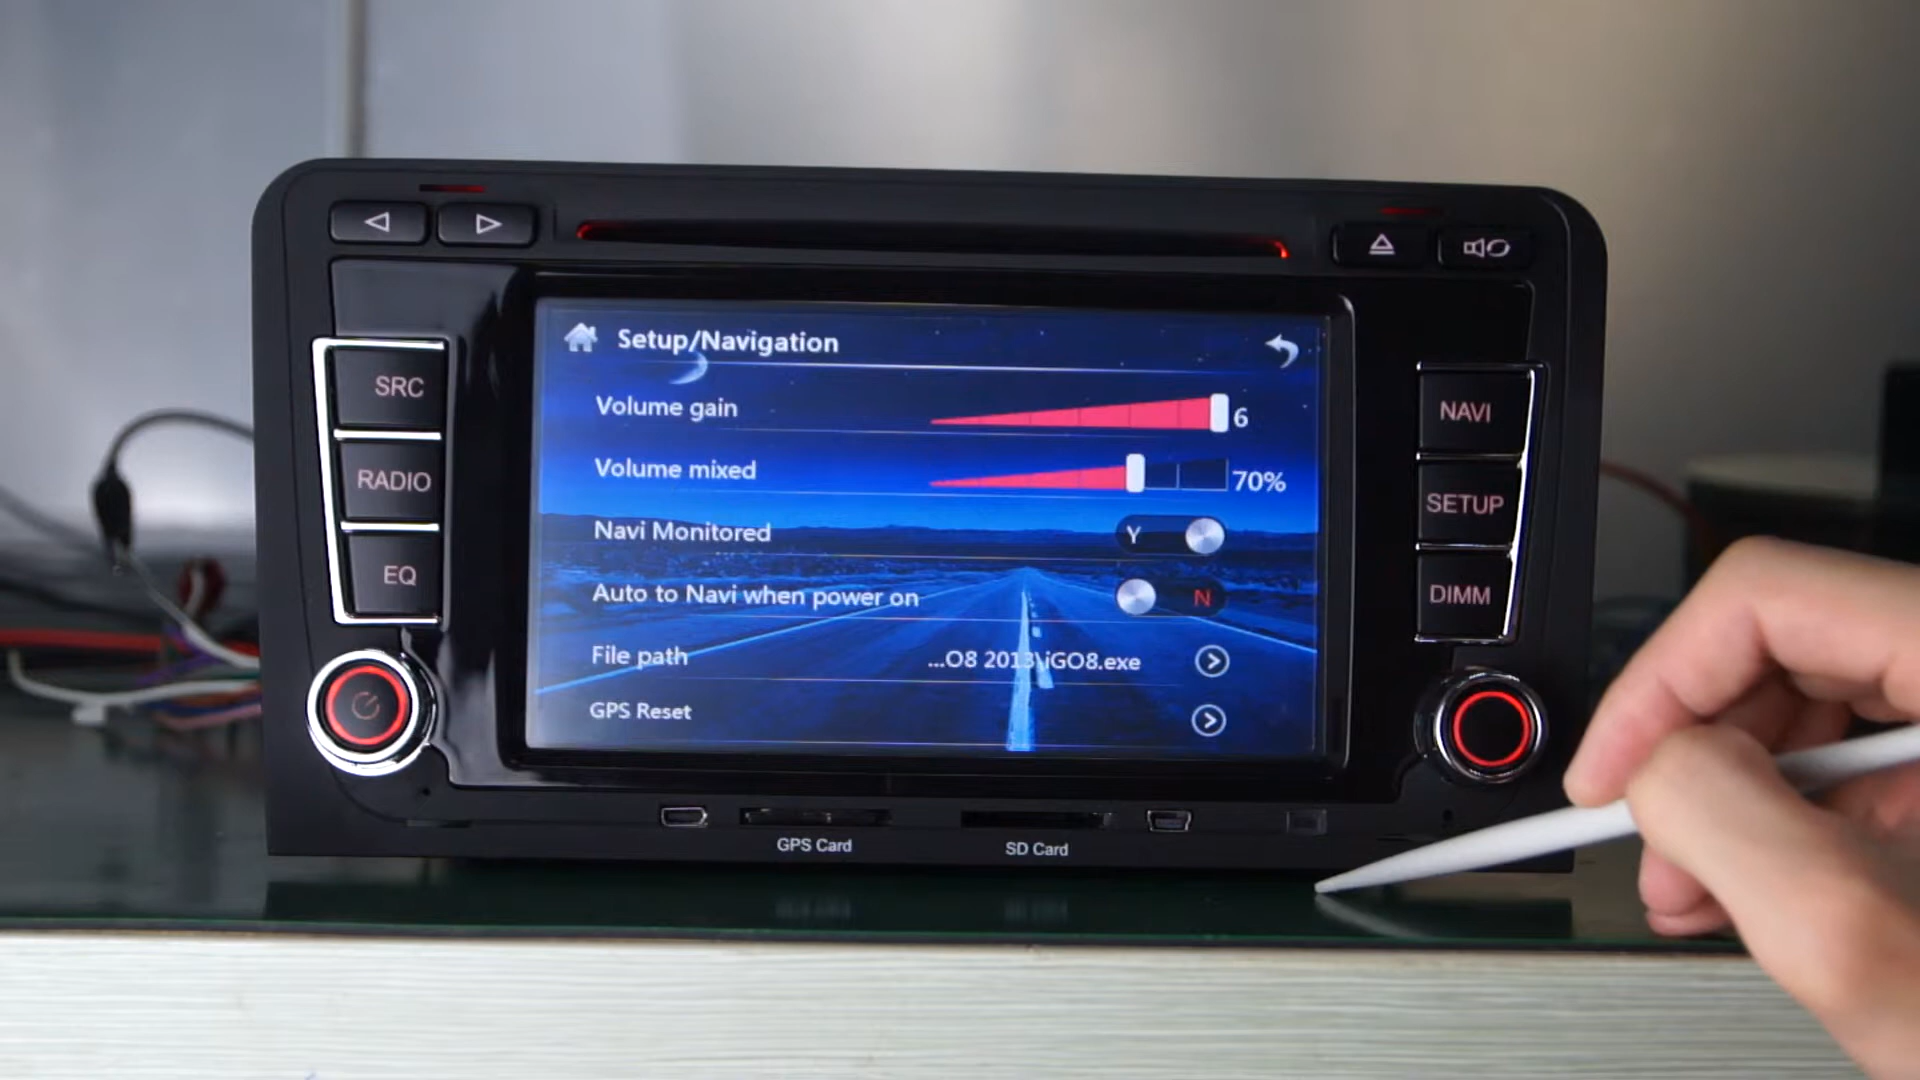 SRC
RADIO
EQ
Setup/Navigation
Volume gain 6
Volume mixed 70%
Navi Monitored Y
Auto to Navi when power on N
File path ...O8 2013\iGO8.exe
GPS Reset
NAVI
SETUP
DIMM
GPS Card
SD Card